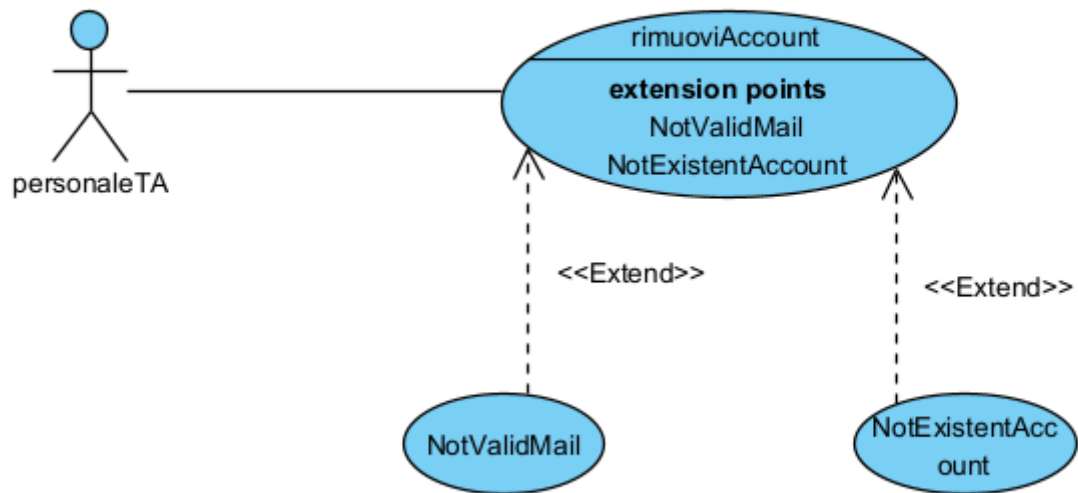 rimuoviAccount
extension points
NotValidMail
NotExistentAccount
personaleTA
<<Extend>>
<<Extend>>
NotValidMail
NotExistentAcc
ount